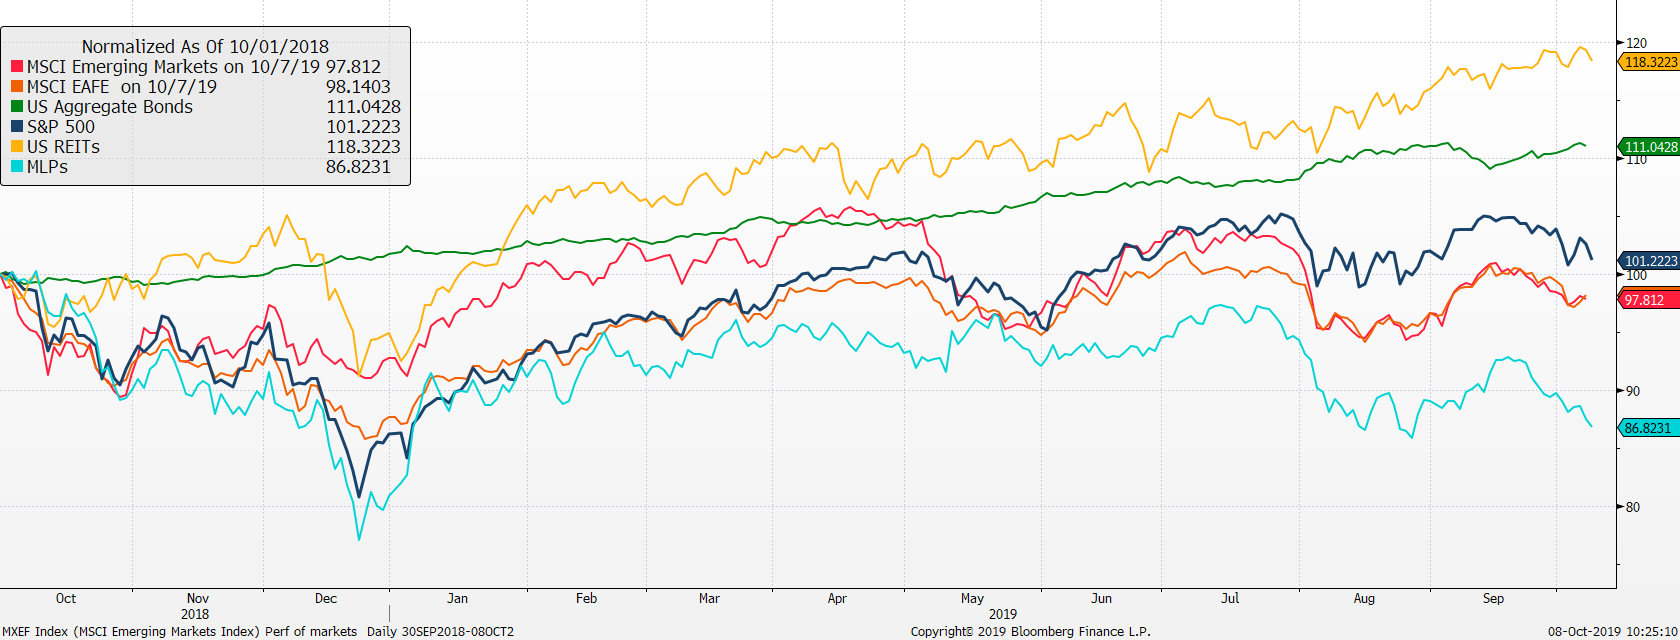 Normalized As Of 10/01/2018
MSCI Emerging Markets on 10/7/19 97.812
MSCI EAFE on 10/7/19 98.1403
US Aggregate Bonds 111.0428
S&P 500 101.2223
US REITs 118.3223
MLPs 86.8231
120
118.3223
111.0428
110
101.2223
100
97.812
90
86.8231
80
Oct Nov Dec Jan Feb Mar Apr May Jun Jul Aug Sep
2018 2019
MXEF Index (MSCI Emerging Markets Index) Perf of markets Daily 30SEP2018-08OCT2 Copyright© 2019 Bloomberg Finance L.P. 08-Oct-2019 10:25:10